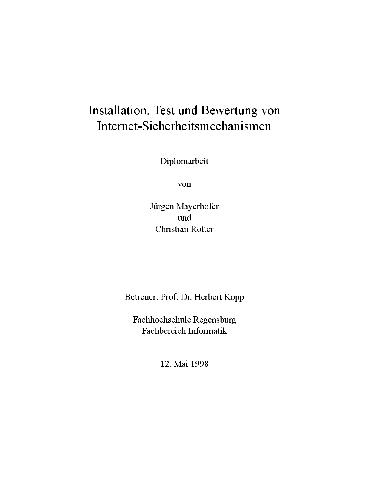 Installation, Test und Bewertung von
Internet-Sicherheitsmechanismen
Diplomarbeit
von
Jürgen Mayerhofer
und
Christian Rotter
Betreuer: Prof. Dr. Herbert Kopp
Fachhochschule Regensburg
Fachbereich Informatik
12. Mai 1998